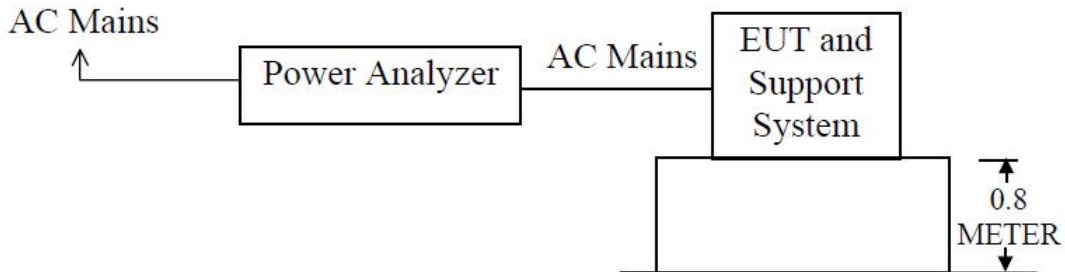 AC Mains
Power Analyzer
AC Mains
EUT and
Support
System
0.8
METER